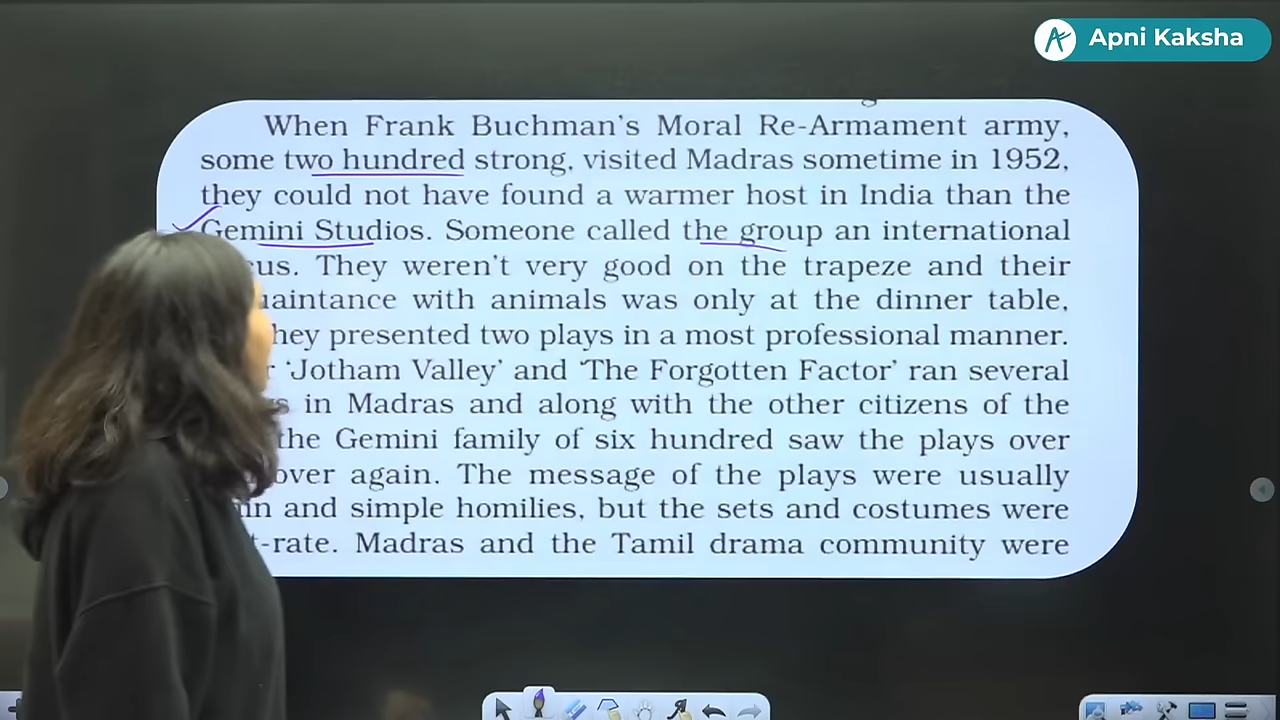 Apni Kaksha
When Frank Buchman's Moral Re-Armament army,
some two hundred strong, visited Madras sometime in 1952,
they could not have found a warmer host in India than the
Gemini Studios. Someone called the group an international
They weren't very good on the trapeze and their
with animals was only at the dinner table,
they presented two plays in a most professional manner.
'Jotham Valley' and 'The Forgotten Factor' ran several
in Madras and along with the other citizens of the
the Gemini family of six hundred saw the plays over
over again. The message of the plays were usually
and simple homilies, but the sets and costumes were
-rate. Madras and the Tamil drama community were